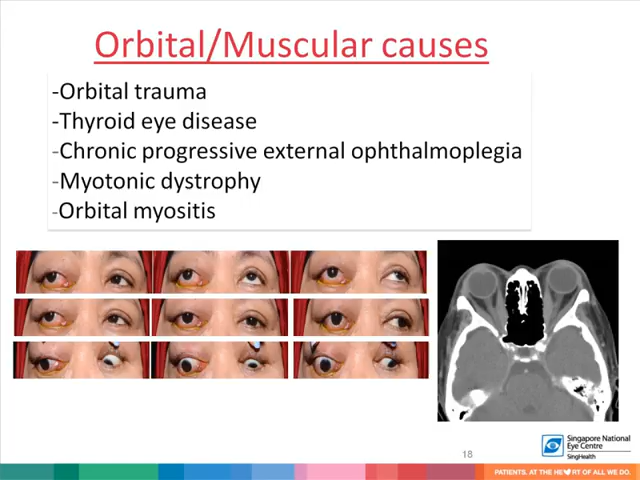 Orbital/Muscular causes
-Orbital trauma
-Thyroid eye disease
-Chronic progressive external ophthalmoplegia
-Myotonic dystrophy
-Orbital myositis
18
Singapore National
Eye Centre
SingHealth
PATIENTS. AT THE HE RT OF ALL WE DO.